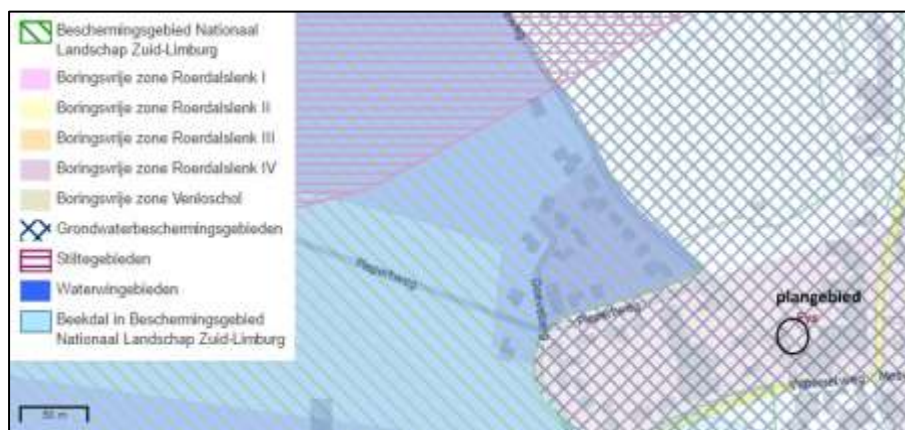 Beschermingsgebied Nationaal
Landschap Zuid-Limburg
Boringsvrije zone Roerdalslenk I
Boringsvrije zone Roerdalslenk II
Boringsvrije zone Roerdalslenk III
Boringsvrije zone Roerdalslenk IV
Boringsvrije zone Venloschol
Grondwaterbeschermingsgebieden
Stiltegebieden
Waterwingebieden
Beekdal in Beschermingsgebied
Nationaal Landschap Zuid-Limburg
50 m
plangebied
Eys